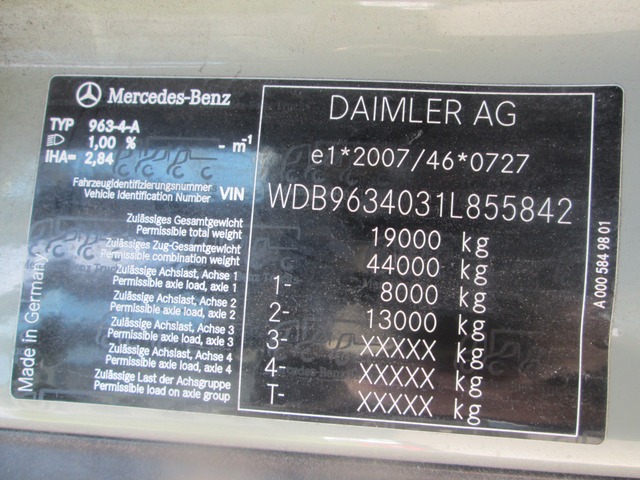 Mercedes-Benz
DAIMLER AG
TYP 963-4-A
1,00 % - m⁻¹
IHA= 2,84
e1*2007/46*0727
Fahrzeugidentifizierungsnummer
Vehicle Identification Number VIN WDB9634031L855842
Zulässiges Gesamtgewicht
Permissible total weight 19000 kg
Zulässiges Zug-Gesamtgewicht
Permissible combination weight 44000 kg
Zulässige Achslast, Achse 1
Permissible axle load, axle 1 1- 8000 kg
Zulässige Achslast, Achse 2
Permissible axle load, axle 2 2- 13000 kg
Zulässige Achslast, Achse 3
Permissible axle load, axle 3 3- XXXXX kg
Zulässige Achslast, Achse 4
Permissible axle load, axle 4 4- XXXXX kg
Zulässige Last der Achsgruppe
Permissible load on axle group T- XXXXX kg
Made in Germany
A 000 584 98 01
Mercedes-Benz